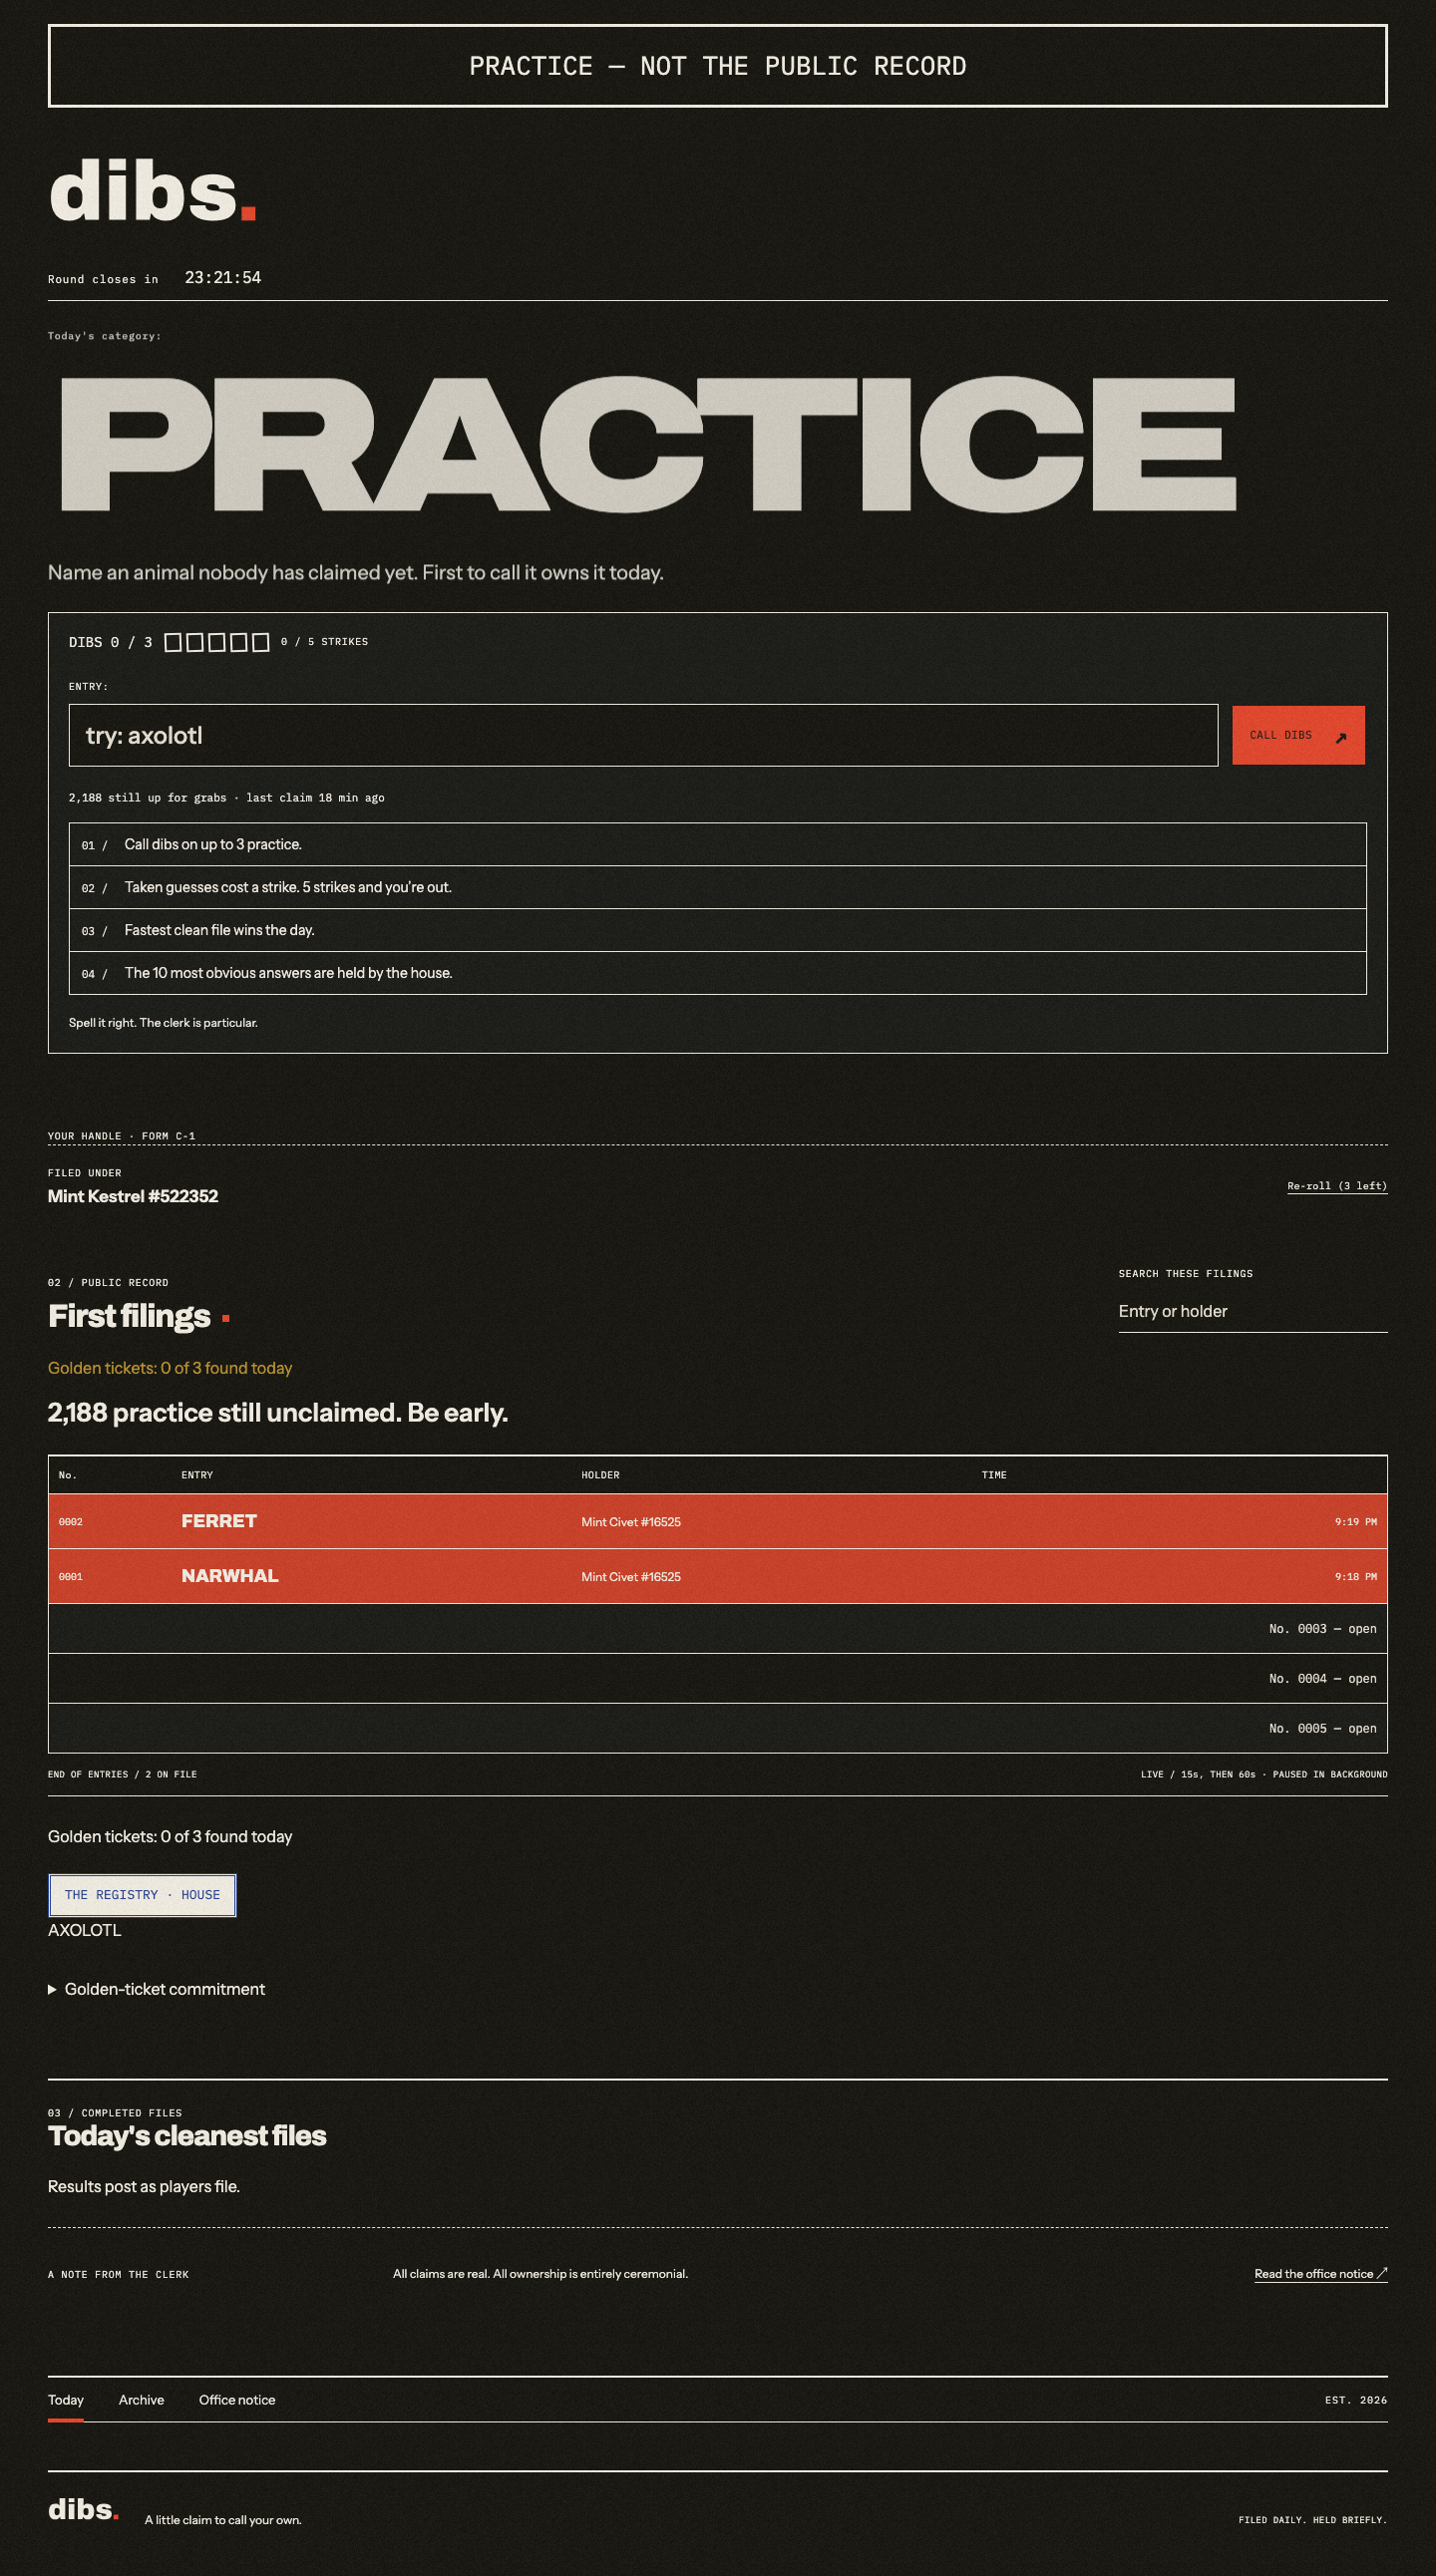 PRACTICE — NOT THE PUBLIC RECORD
dibs.
Round closes in 23:21:54
Today's category:
PRACTICE
Name an animal nobody has claimed yet. First to call it owns it today.
DIBS 0 / 3 0 / 5 STRIKES
ENTRY:
try: axolotl
CALL DIBS ↗
2,188 still up for grabs · last claim 18 min ago
01 / Call dibs on up to 3 practice.
02 / Taken guesses cost a strike. 5 strikes and you're out.
03 / Fastest clean file wins the day.
04 / The 10 most obvious answers are held by the house.
Spell it right. The clerk is particular.
YOUR HANDLE · FORM C-1
FILED UNDER
Mint Kestrel #522352
Re-roll (3 left)
02 / PUBLIC RECORD
First filings
SEARCH THESE FILINGS
Entry or holder
Golden tickets: 0 of 3 found today
2,188 practice still unclaimed. Be early.
No. ENTRY HOLDER TIME
0002 FERRET Mint Civet #16525 9:19 PM
0001 NARWHAL Mint Civet #16525 9:18 PM
No. 0003 — open
No. 0004 — open
No. 0005 — open
END OF ENTRIES / 2 ON FILE LIVE / 15s, THEN 60s · PAUSED IN BACKGROUND
Golden tickets: 0 of 3 found today
THE REGISTRY · HOUSE
AXOLOTL
Golden-ticket commitment
03 / COMPLETED FILES
Today's cleanest files
Results post as players file.
A NOTE FROM THE CLERK All claims are real. All ownership is entirely ceremonial. Read the office notice ↗
Today Archive Office notice EST. 2026
dibs. A little claim to call your own. FILED DAILY. HELD BRIEFLY.